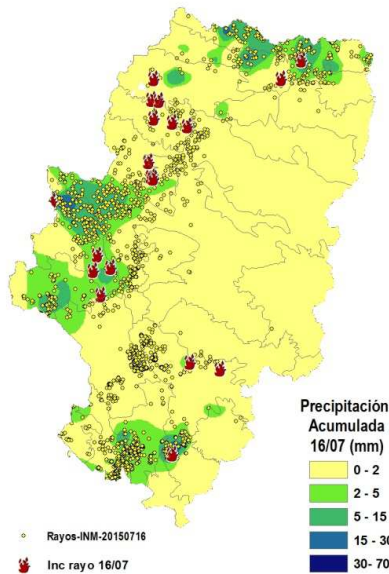 Precipitación
Acumulada
16/07 (mm)
0 - 2
2 - 5
5 - 15
15 - 30
30- 70
Rayos-INM-20150716
Inc rayo 16/07